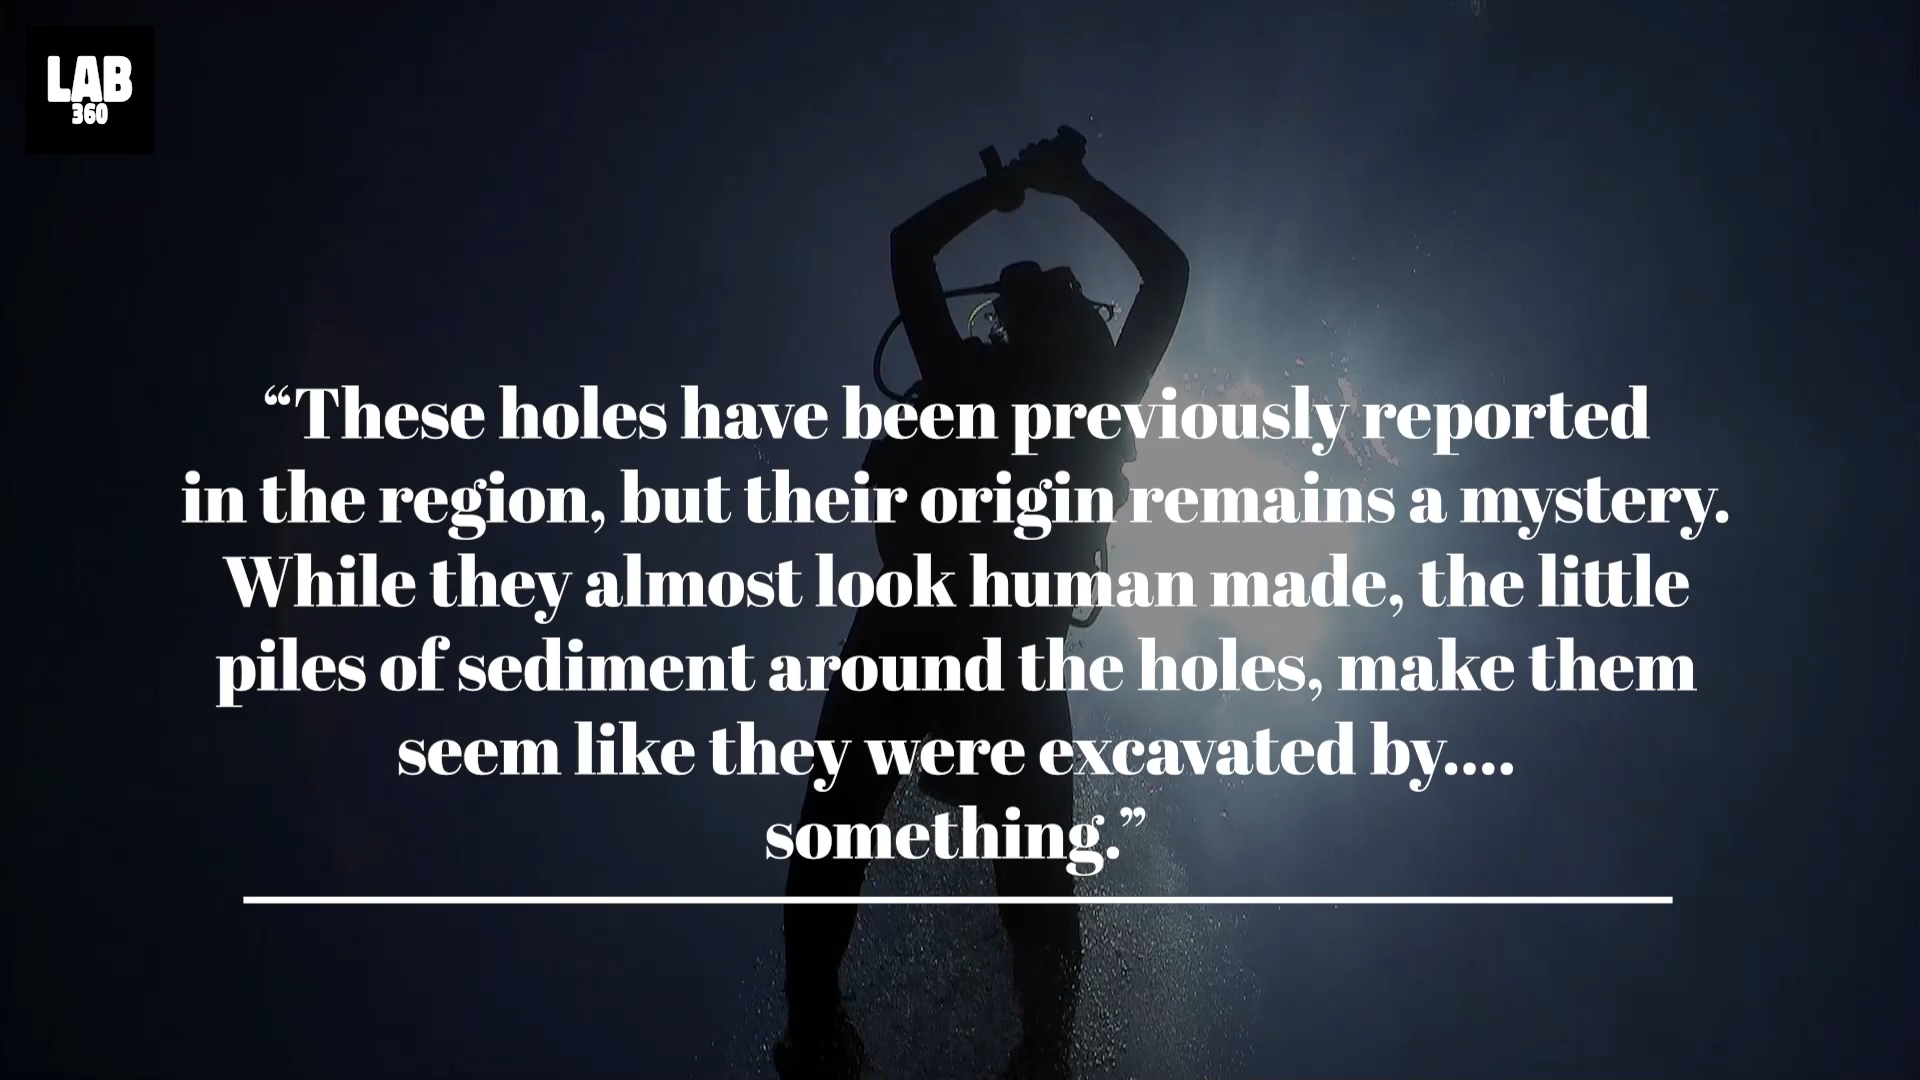 LAB
360
“These holes have been previously reported
in the region, but their origin remains a mystery.
While they almost look human made, the little
piles of sediment around the holes, make them
seem like they were excavated by....
something.”